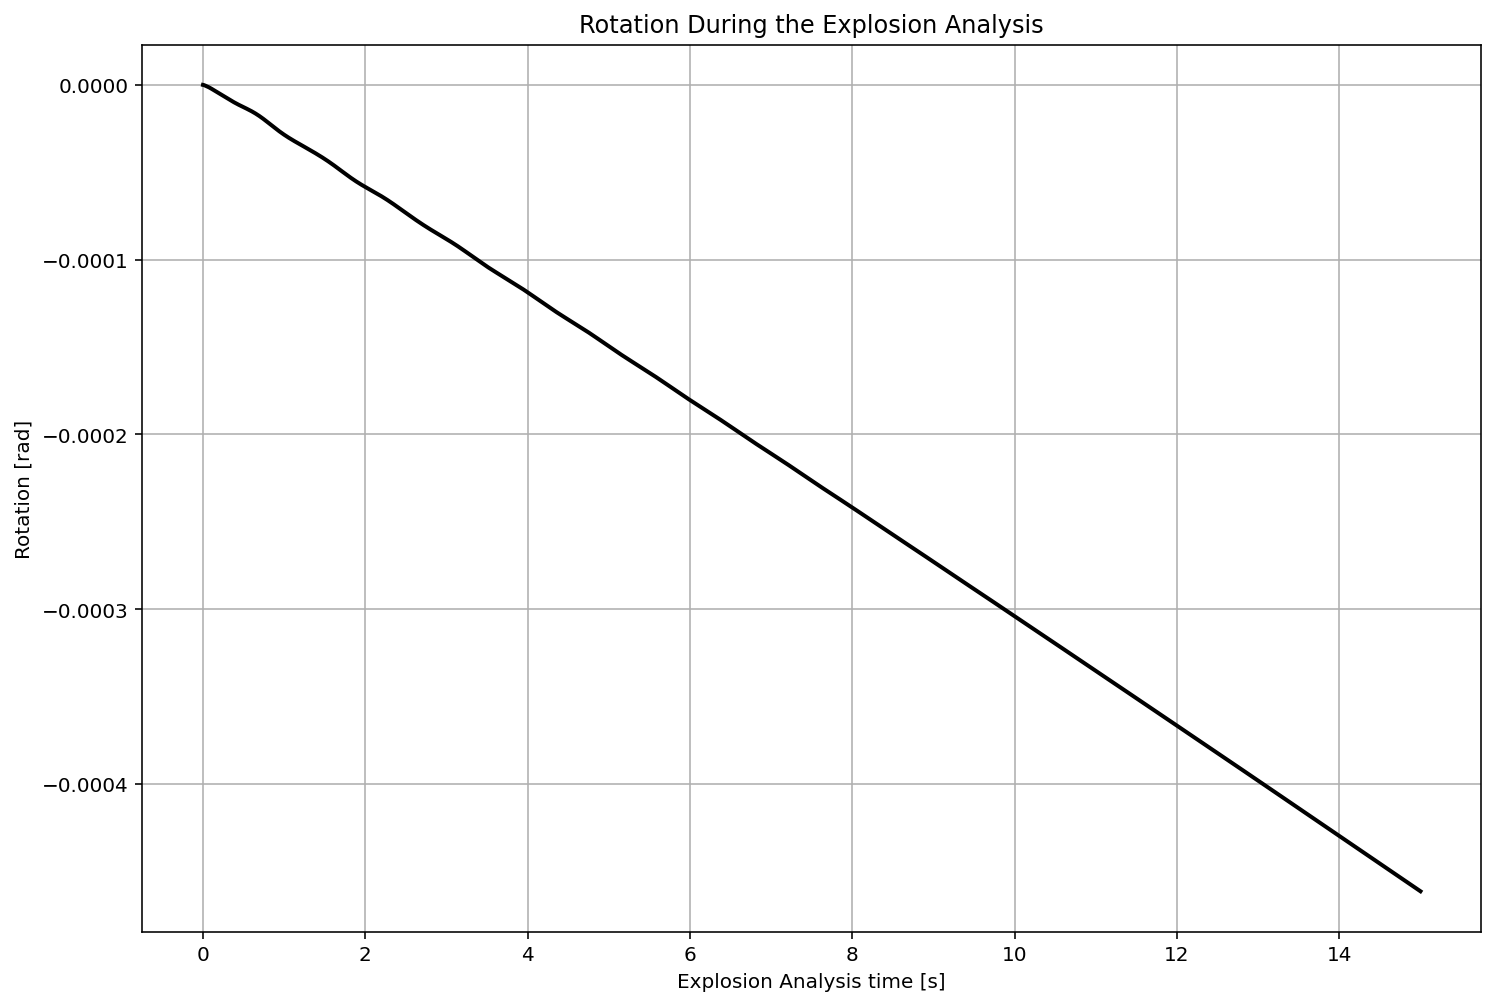 Rotation During the Explosion Analysis
0.0000
−0.0001
−0.0002
−0.0003
−0.0004
Rotation [rad]
0 2 4 6 8 10 12 14
Explosion Analysis time [s]